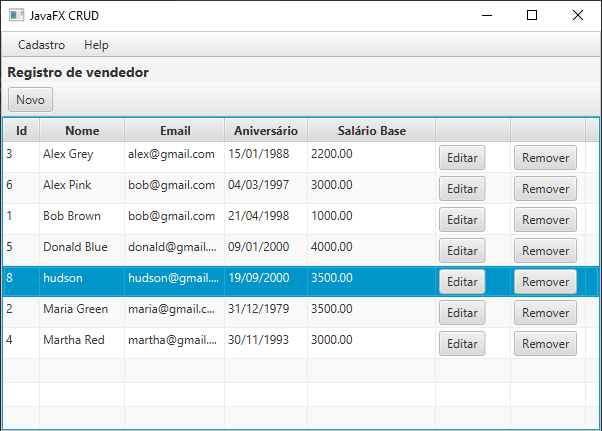 JavaFX CRUD
Cadastro Help
Registro de vendedor
Novo
Id Nome Email Aniversário Salário Base
3 Alex Grey alex@gmail.com 15/01/1988 2200.00 Editar Remover
6 Alex Pink bob@gmail.com 04/03/1997 3000.00 Editar Remover
1 Bob Brown bob@gmail.com 21/04/1998 1000.00 Editar Remover
5 Donald Blue donald@gmail.... 09/01/2000 4000.00 Editar Remover
8 hudson hudson@gmail.... 19/09/2000 3500.00 Editar Remover
2 Maria Green maria@gmail.c... 31/12/1979 3500.00 Editar Remover
4 Martha Red martha@gmail.... 30/11/1993 3000.00 Editar Remover